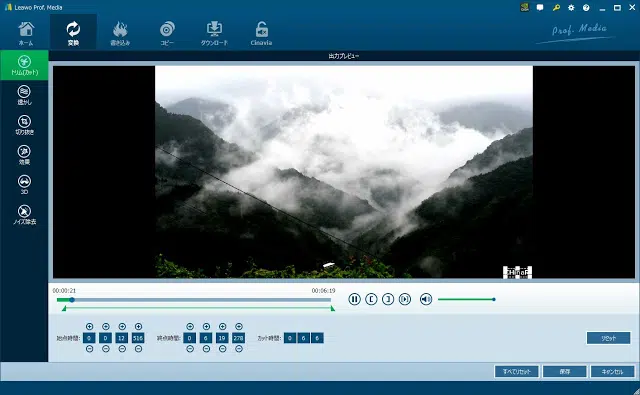 Leawo Prof. Media
ホーム
変換
書き込み
コピー
ダウンロード
Cinavia
Prof. Media
出力プレビュー
トリム(カット)
透かし
切り抜き
効果
3D
ノイズ除去
00:00:21
00:06:19
始点時間: 0 0 12 516
終点時間: 0 6 19 278
カット時間: 0 6 6
リセット
すべてリセット
保存
キャンセル